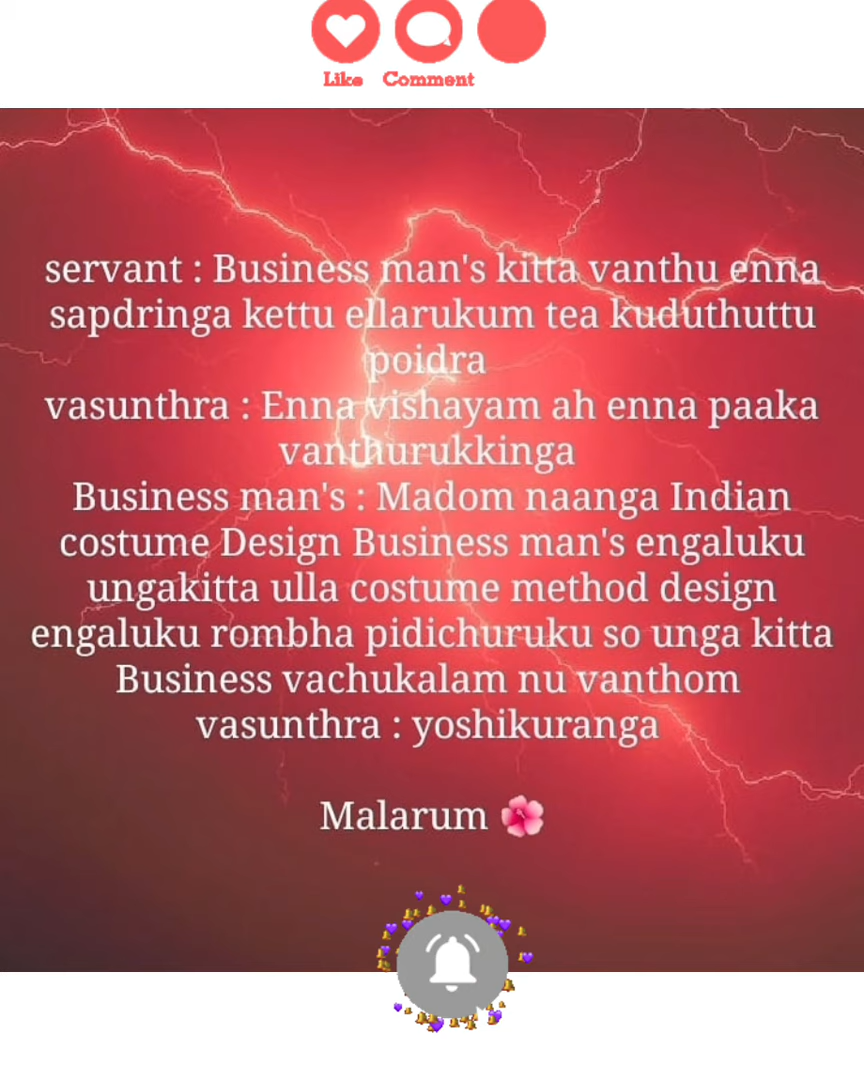 Like Comment
servant : Business man's kitta vanthu enna
sapdringa kettu ellarukum tea kuduthuttu
poidra
vasunthra : Enna vishayam ah enna paaka
vanthurukkinga
Business man's : Madom naanga Indian
costume Design Business man's engaluku
ungakitta ulla costume method design
engaluku rombha pidichuruku so unga kitta
Business vachukalam nu vanthom
vasunthra : yoshikuranga
Malarum 🌺